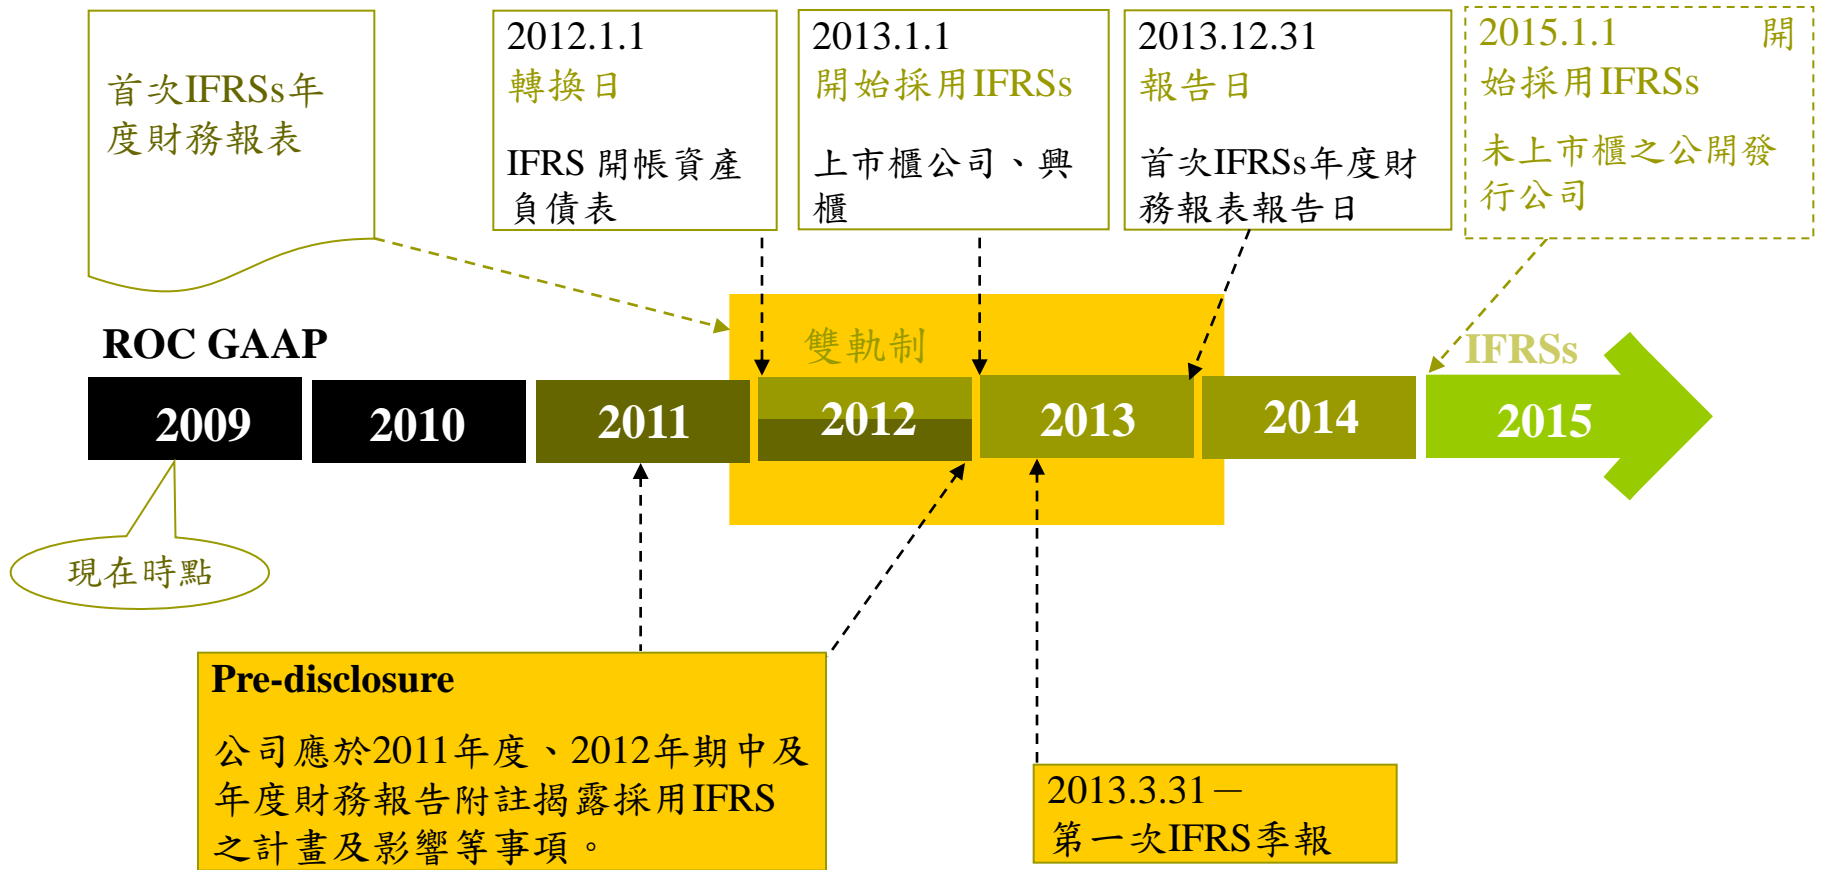 首次IFRSs年
度財務報表
2012.1.1
轉換日
IFRS 開帳資產
負債表
2013.1.1
開始採用IFRSs
上市櫃公司、興
櫃
2013.12.31
報告日
首次IFRSs年度財
務報表報告日
2015.1.1 開
始採用IFRSs
未上市櫃之公開發
行公司
ROC GAAP
雙軌制
IFRSs
2009
2010
2011
2012
2013
2014
2015
現在時點
Pre-disclosure
公司應於2011年度、2012年期中及
年度財務報告附註揭露採用IFRS
之計畫及影響等事項。
2013.3.31－
第一次IFRS季報